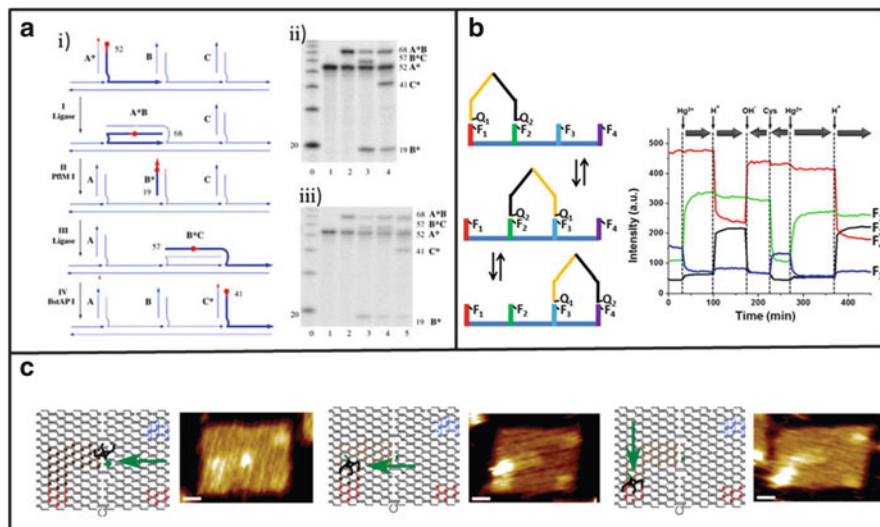 a
i)
52
A*
B
C
I
Ligase
A*B
68
C
II
PflM I
A
B*
19
C
III
Ligase
A
57
B*C
IV
BstAP I
A
B
C*
41
ii)
68 A*B
57 B*C
52 A*
41 C*
20
19 B*
0 1 2 3 4
iii)
68 A*B
57 B*C
52 A*
41 C*
20
19 B*
0 1 2 3 4 5
b
Q1 Q2
F1 F2 F3 F4
Q2 Q1
F1 F2 F3 F4
Q1 Q2
F1 F2 F3 F4
Hg2+ H+ OH- Cys Hg2+ H+
500
400
300
200
100
0
Intensity (a.u.)
0 100 200 300 400
Time (min)
F
F
F
F
c